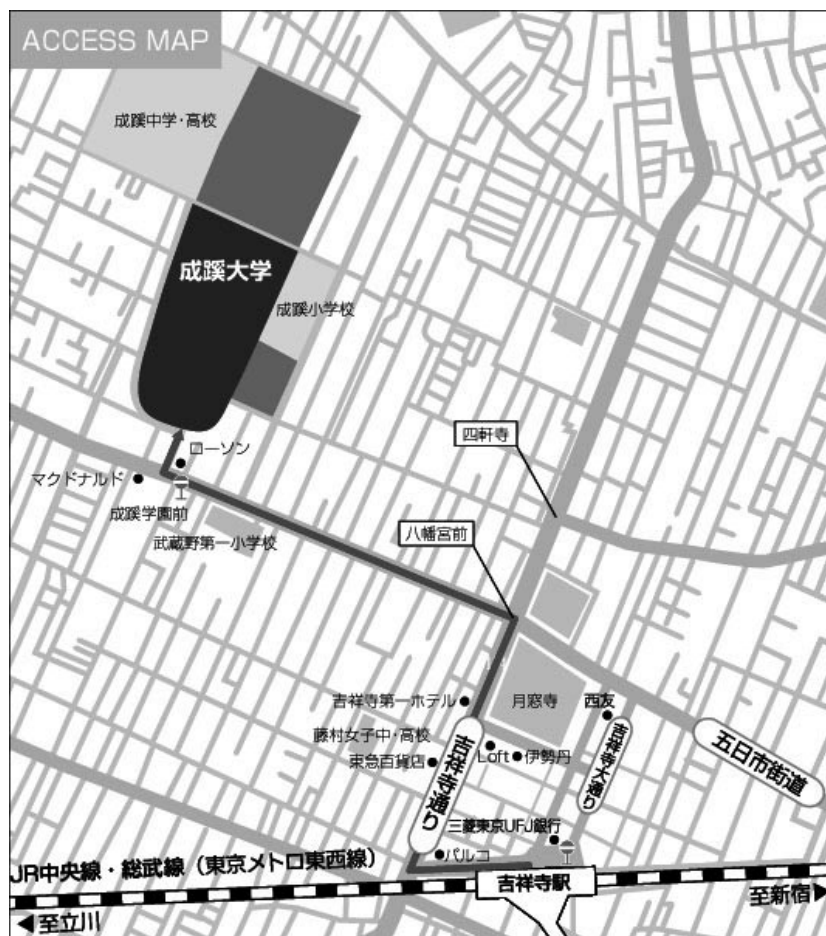 ACCESS MAP
成蹊中学・高校
成蹊大学
成蹊小学校
四軒寺
ローソン
マクドナルド
成蹊学園前
八幡宮前
武蔵野第一小学校
吉祥寺第一ホテル
月窓寺
西友
藤村女子中・高校
吉祥寺大通り
五日市街道
Loft
伊勢丹
東急百貨店
吉祥寺通り
三菱東京UFJ銀行
パルコ
JR中央線・総武線（東京メトロ東西線）
吉祥寺駅
至新宿
至立川